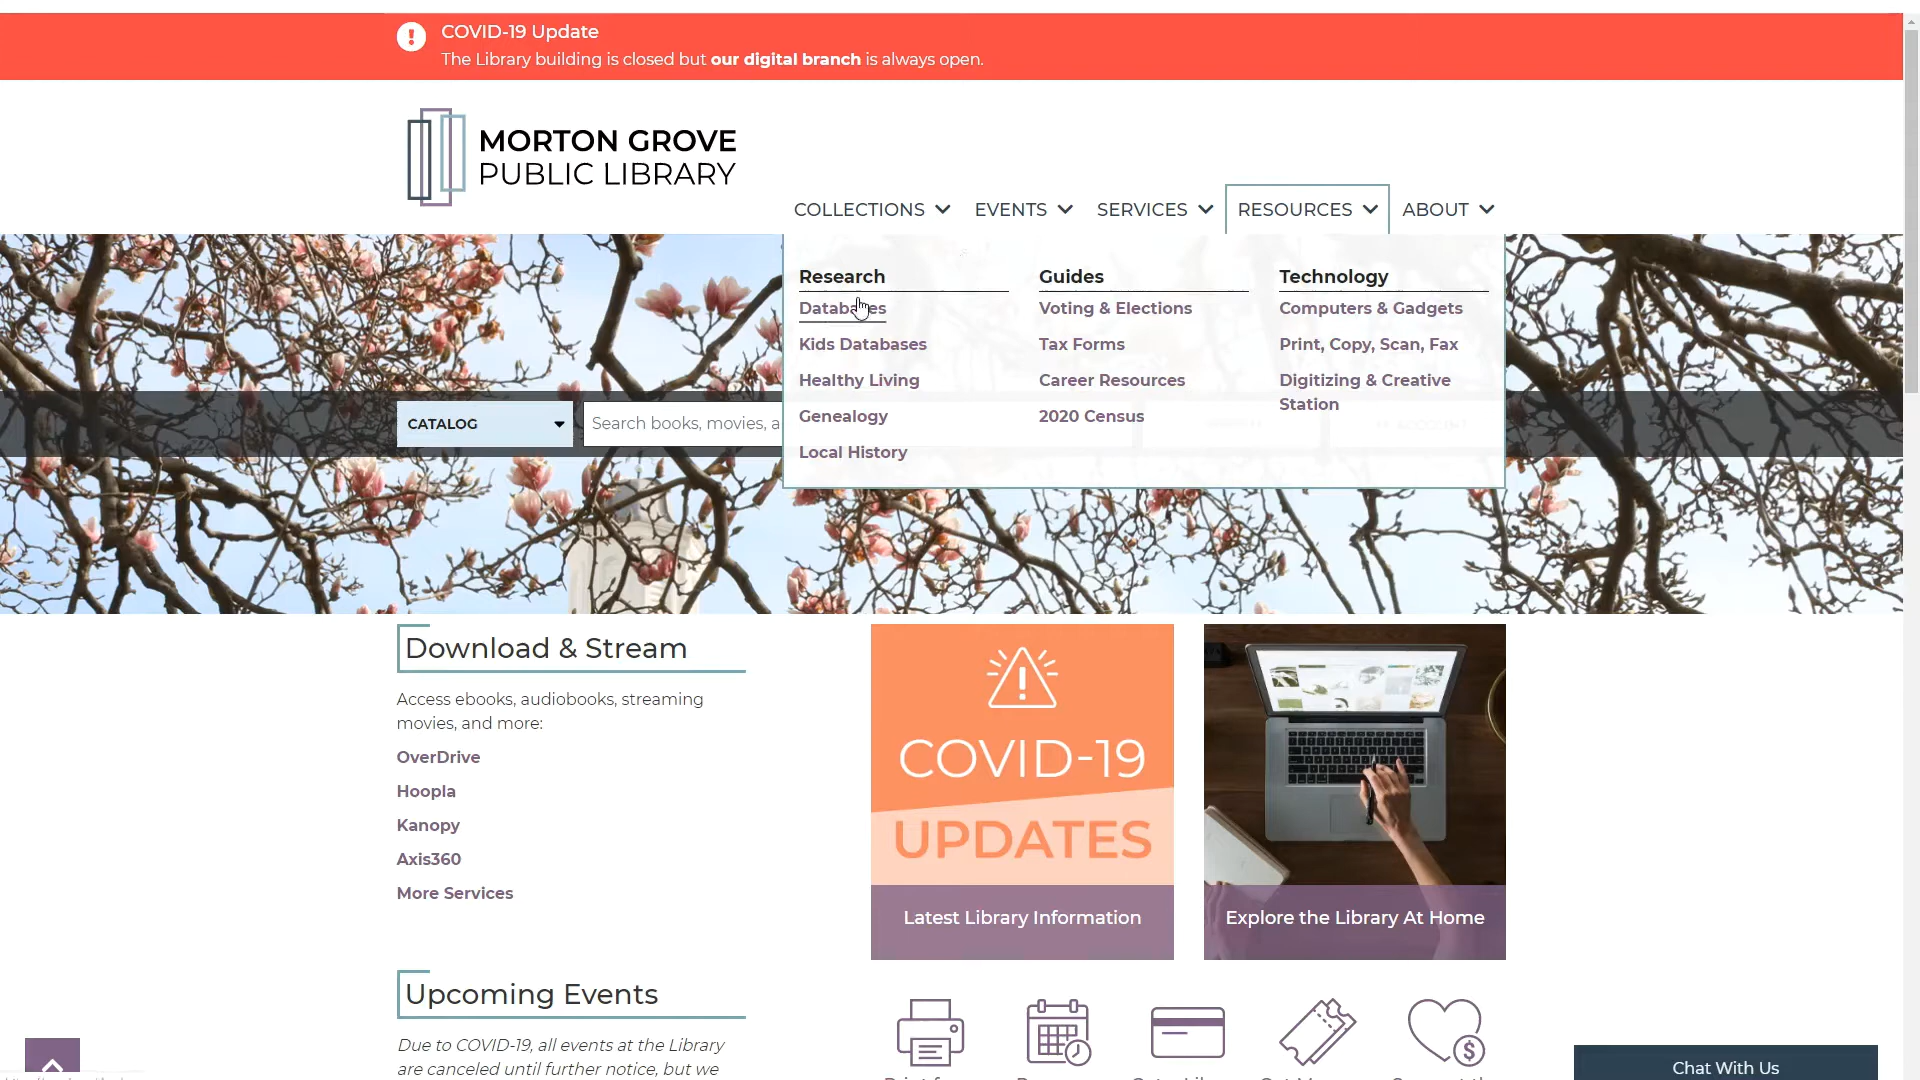 COVID-19 Update
The Library building is closed but our digital branch is always open.
MORTON GROVE
PUBLIC LIBRARY
COLLECTIONS EVENTS SERVICES RESOURCES ABOUT
Research
Databases
Kids Databases
Healthy Living
Genealogy
Local History
Guides
Voting & Elections
Tax Forms
Career Resources
2020 Census
Technology
Computers & Gadgets
Print, Copy, Scan, Fax
Digitizing & Creative
Station
CATALOG
Search books, movies, a
Download & Stream
Access ebooks, audiobooks, streaming
movies, and more:
OverDrive
Hoopla
Kanopy
Axis360
More Services
COVID-19
UPDATES
Latest Library Information
Explore the Library At Home
Upcoming Events
Due to COVID-19, all events at the Library
are canceled until further notice, but we
Chat With Us